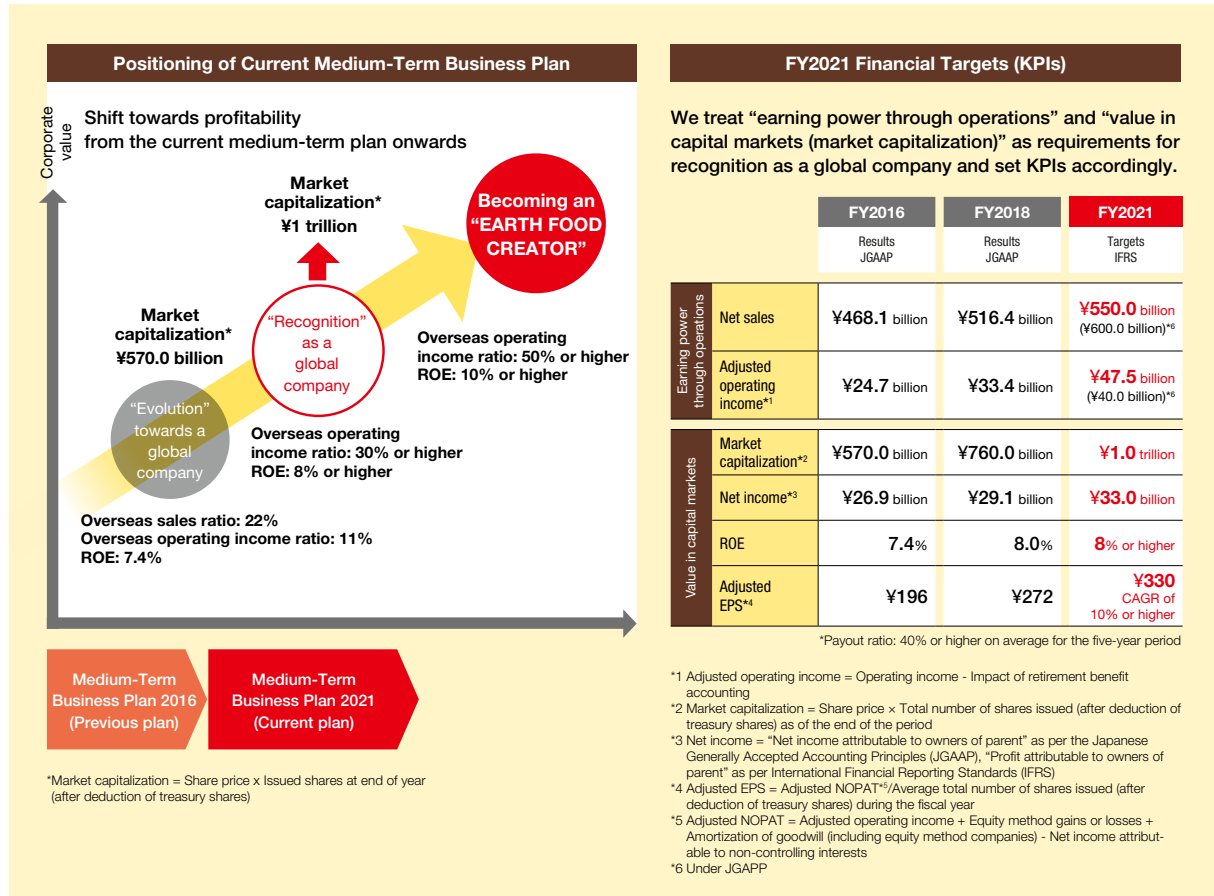 Positioning of Current Medium-Term Business Plan
Corporate
value
Shift towards profitability
from the current medium-term plan onwards
Market
capitalization*
¥1 trillion
Becoming an
“EARTH FOOD
CREATOR”
Market
capitalization*
¥570.0 billion
“Recognition”
as a
global
company
Overseas operating
income ratio: 50% or higher
ROE: 10% or higher
“Evolution”
towards a
global
company
Overseas operating
income ratio: 30% or higher
ROE: 8% or higher
Overseas sales ratio: 22%
Overseas operating income ratio: 11%
ROE: 7.4%
Medium-Term
Business Plan 2016
(Previous plan)
Medium-Term
Business Plan 2021
(Current plan)
*Market capitalization = Share price x Issued shares at end of year
(after deduction of treasury shares)
FY2021 Financial Targets (KPIs)
We treat “earning power through operations” and “value in
capital markets (market capitalization)” as requirements for
recognition as a global company and set KPIs accordingly.
FY2016 FY2018 FY2021
Results Results Targets
JGAAP JGAAP IFRS
Earning power
through operations
Net sales ¥468.1 billion ¥516.4 billion ¥550.0 billion
(¥600.0 billion)*6
Adjusted
operating
income*1 ¥24.7 billion ¥33.4 billion ¥47.5 billion
(¥40.0 billion)*6
Value in capital markets
Market
capitalization*2 ¥570.0 billion ¥760.0 billion ¥1.0 trillion
Net income*3 ¥26.9 billion ¥29.1 billion ¥33.0 billion
ROE 7.4% 8.0% 8% or higher
Adjusted
EPS*4 ¥196 ¥272 ¥330
CAGR of
10% or higher
*Payout ratio: 40% or higher on average for the five-year period
*1 Adjusted operating income = Operating income - Impact of retirement benefit
accounting
*2 Market capitalization = Share price × Total number of shares issued (after deduction of
treasury shares) as of the end of the period
*3 Net income = “Net income attributable to owners of parent” as per the Japanese
Generally Accepted Accounting Principles (JGAAP), “Profit attributable to owners of
parent” as per International Financial Reporting Standards (IFRS)
*4 Adjusted EPS = Adjusted NOPAT*5/Average total number of shares issued (after
deduction of treasury shares) during the fiscal year
*5 Adjusted NOPAT = Adjusted operating income + Equity method gains or losses +
Amortization of goodwill (including equity method companies) - Net income attribut-
able to non-controlling interests
*6 Under JGAPP